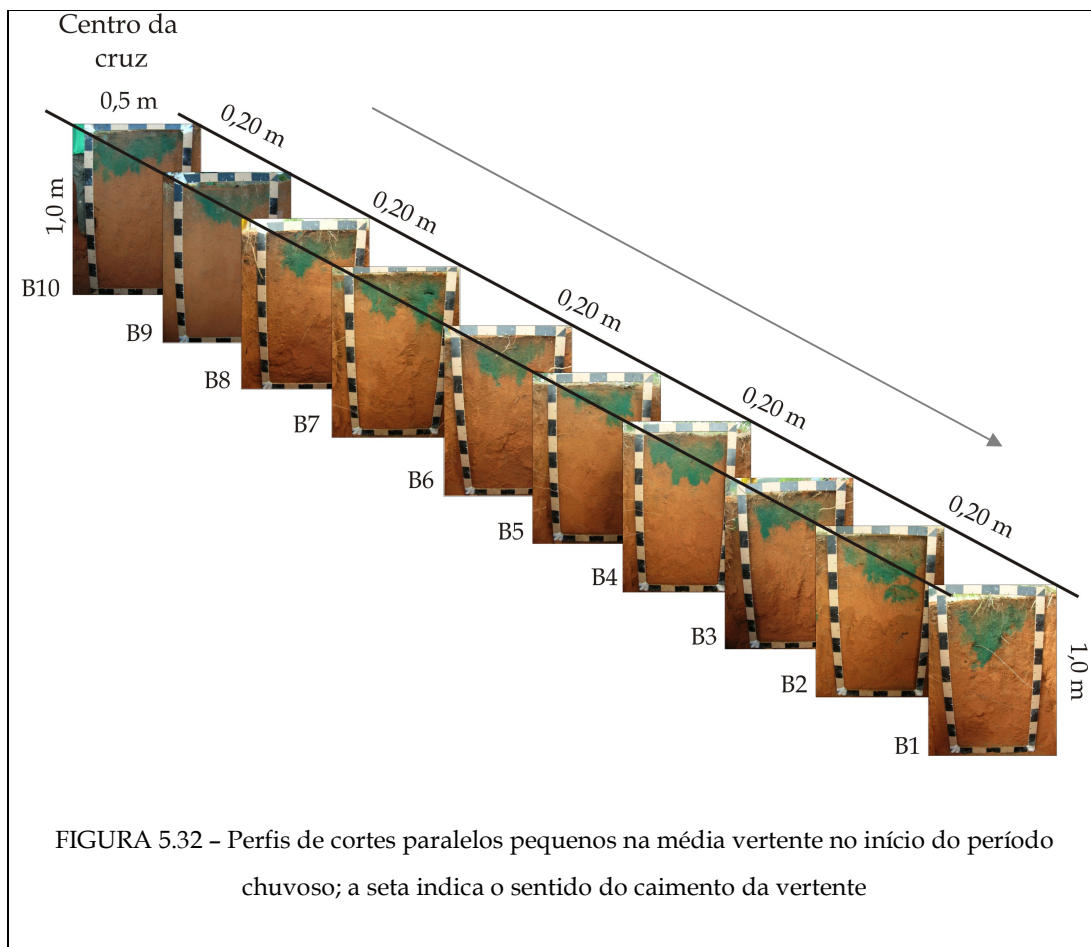 Centro da
cruz
0,5 m
0,20 m
1,0 m
0,20 m
B10
0,20 m
B9
B8
0,20 m
B7
B6
0,20 m
B5
B4
B3
1,0 m
B2
B1
FIGURA 5.32 – Perfis de cortes paralelos pequenos na média vertente no início do período
chuvoso; a seta indica o sentido do caimento da vertente